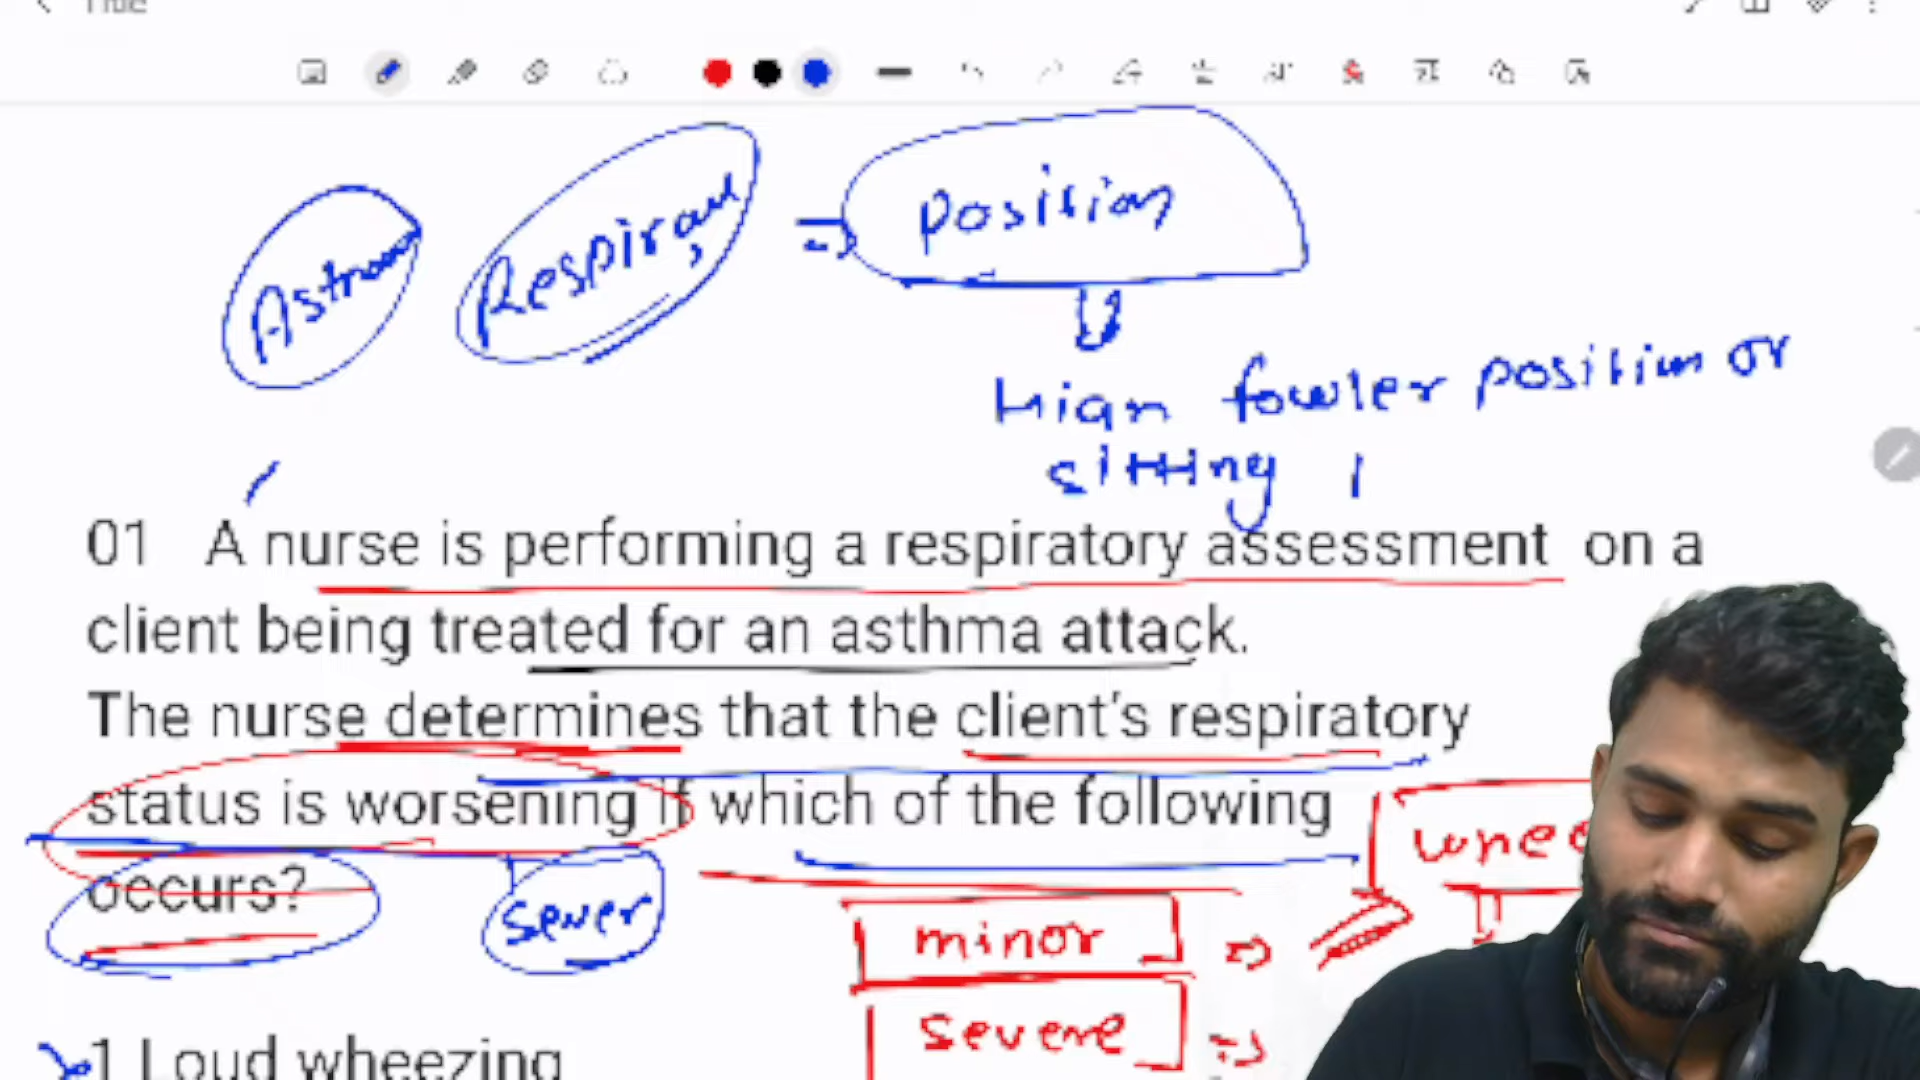 Title
Position
High fowler position or
sitting
01 A nurse is performing a respiratory assessment on a
client being treated for an asthma attack.
The nurse determines that the client's respiratory
status is worsening if which of the following
occurs?
sever
minor
severe
1 Loud wheezing